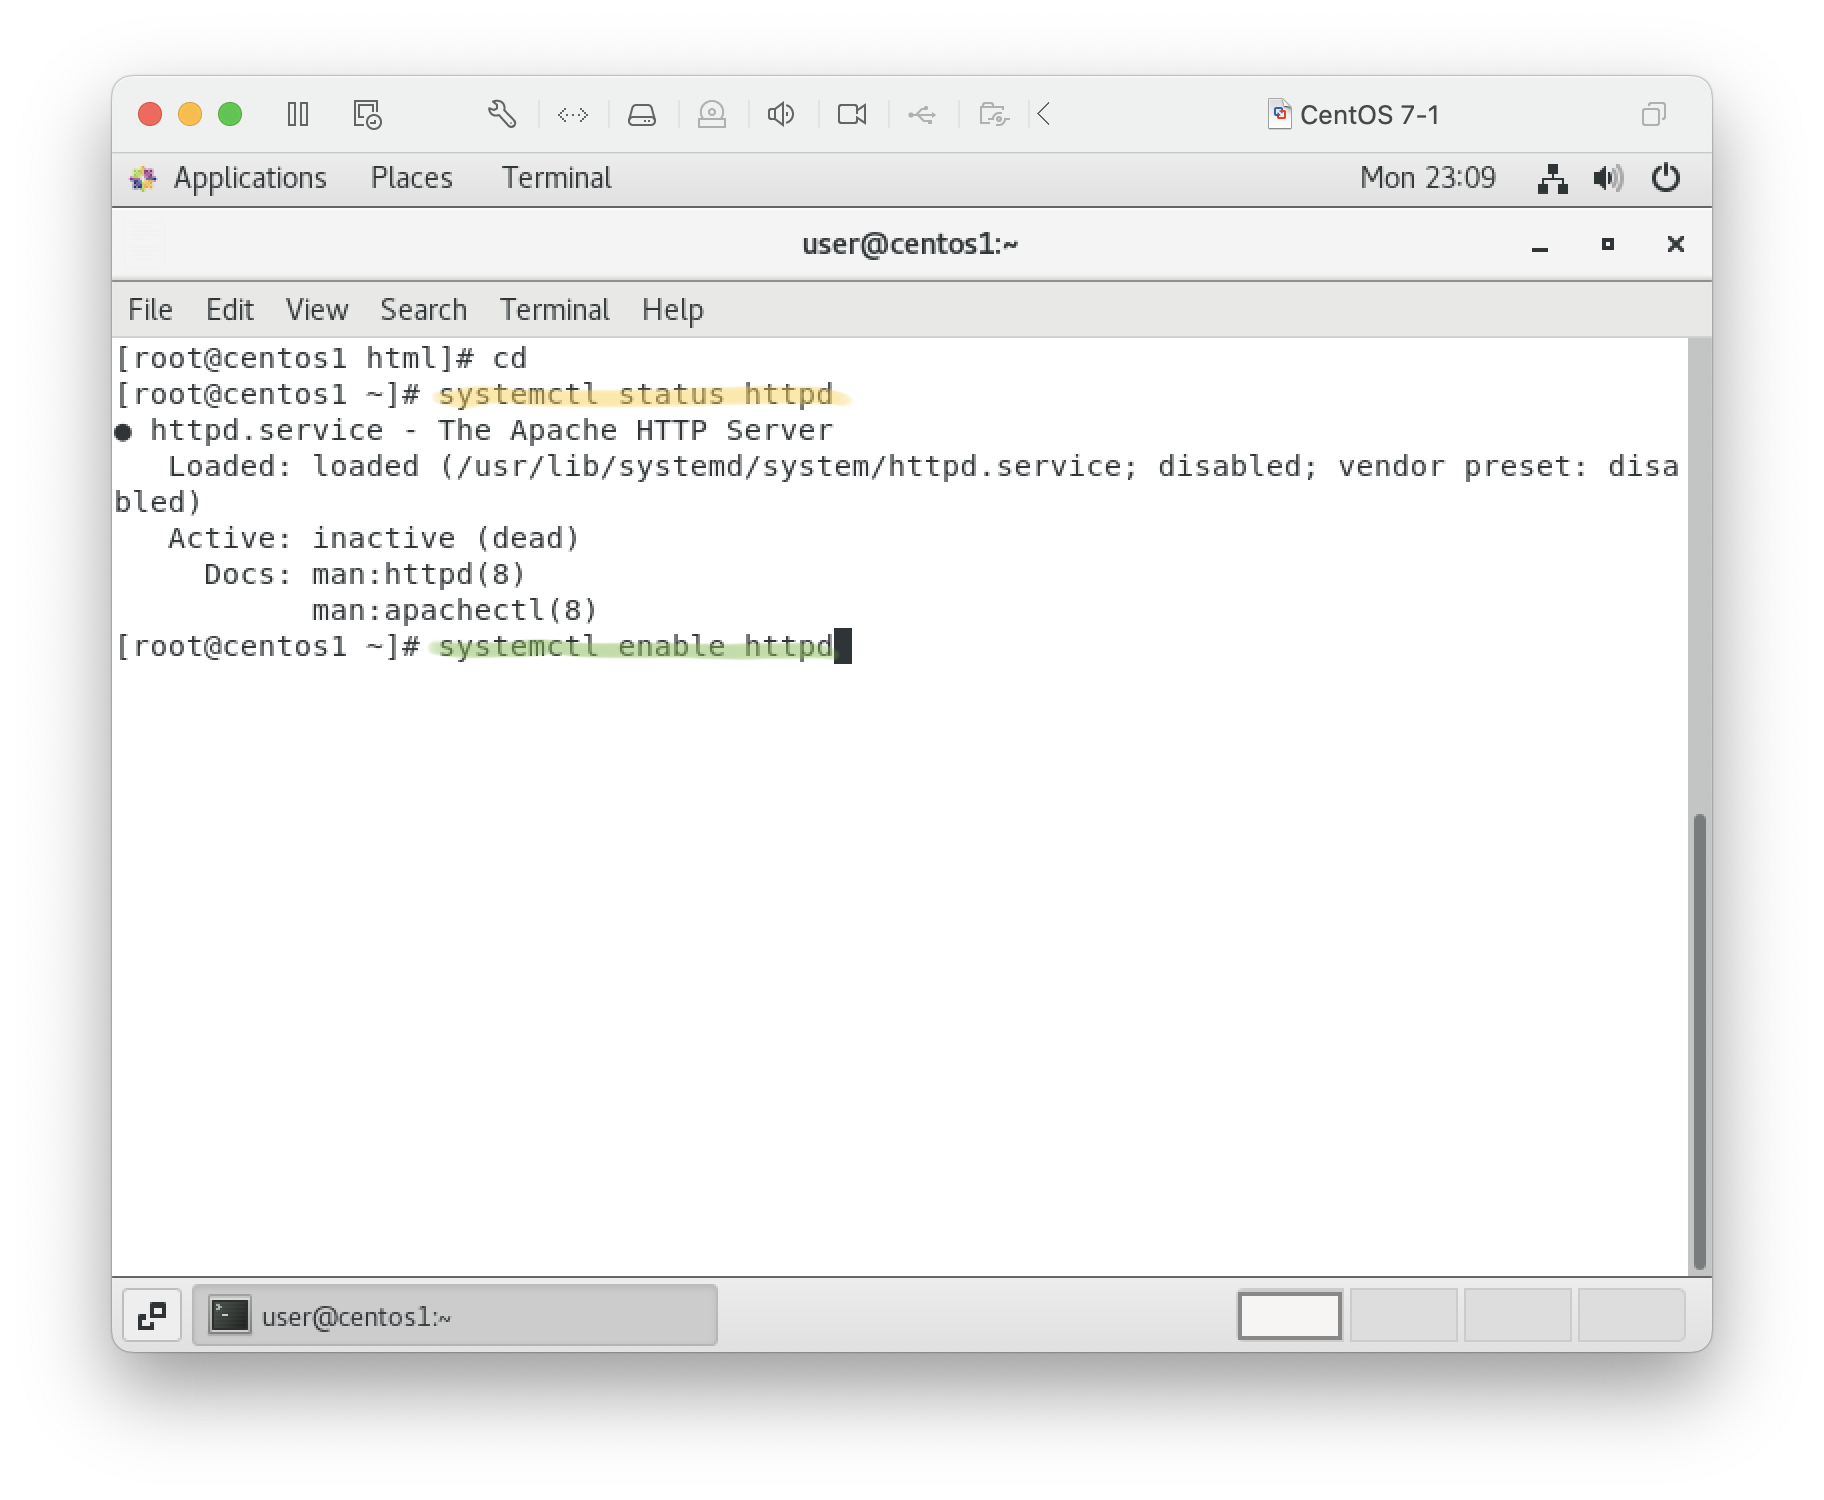 CentOS 7-1
Applications Places Terminal Mon 23:09
user@centos1:~
File Edit View Search Terminal Help
[root@centos1 html]# cd
[root@centos1 ~]# systemctl status httpd
● httpd.service - The Apache HTTP Server
   Loaded: loaded (/usr/lib/systemd/system/httpd.service; disabled; vendor preset: disa
bled)
   Active: inactive (dead)
     Docs: man:httpd(8)
           man:apachectl(8)
[root@centos1 ~]# systemctl enable httpd
user@centos1:~